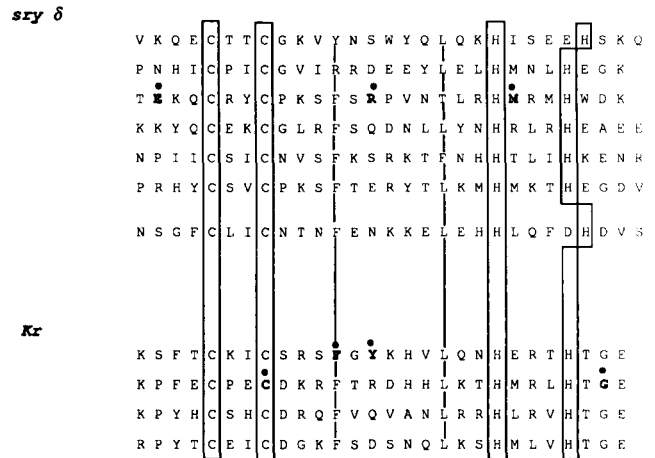 sry δ
V K Q E C T T C G K V Y N S W Y Q L Q K H I S E E H S K Q
P N H I C P I C G V I R R D E E Y L E L H M N L H E G K
T E K Q C R Y C P K S F S R P V N T L R H M R M H W D K
K K Y Q C E K C G L R F S Q D N L L Y N H R L R H E A E E
N P I I C S I C N V S F K S R K T F N H H T L I H K E N R
P R H Y C S V C P K S F T E R Y T L K M H M K T H E G D V
N S G F C L I C N T N F E N K K E L E H H L Q F D H D V S
Kr
K S F T C K I C S R S F G Y K H V L Q N H E R T H T G E
K P F E C P E C D K R F T R D H H L K T H M R L H T G E
K P Y H C S H C D R Q F V Q V A N L R R H L R V H T G E
R P Y T C E I C D G K F S D S N Q L K S H M L V H T G E